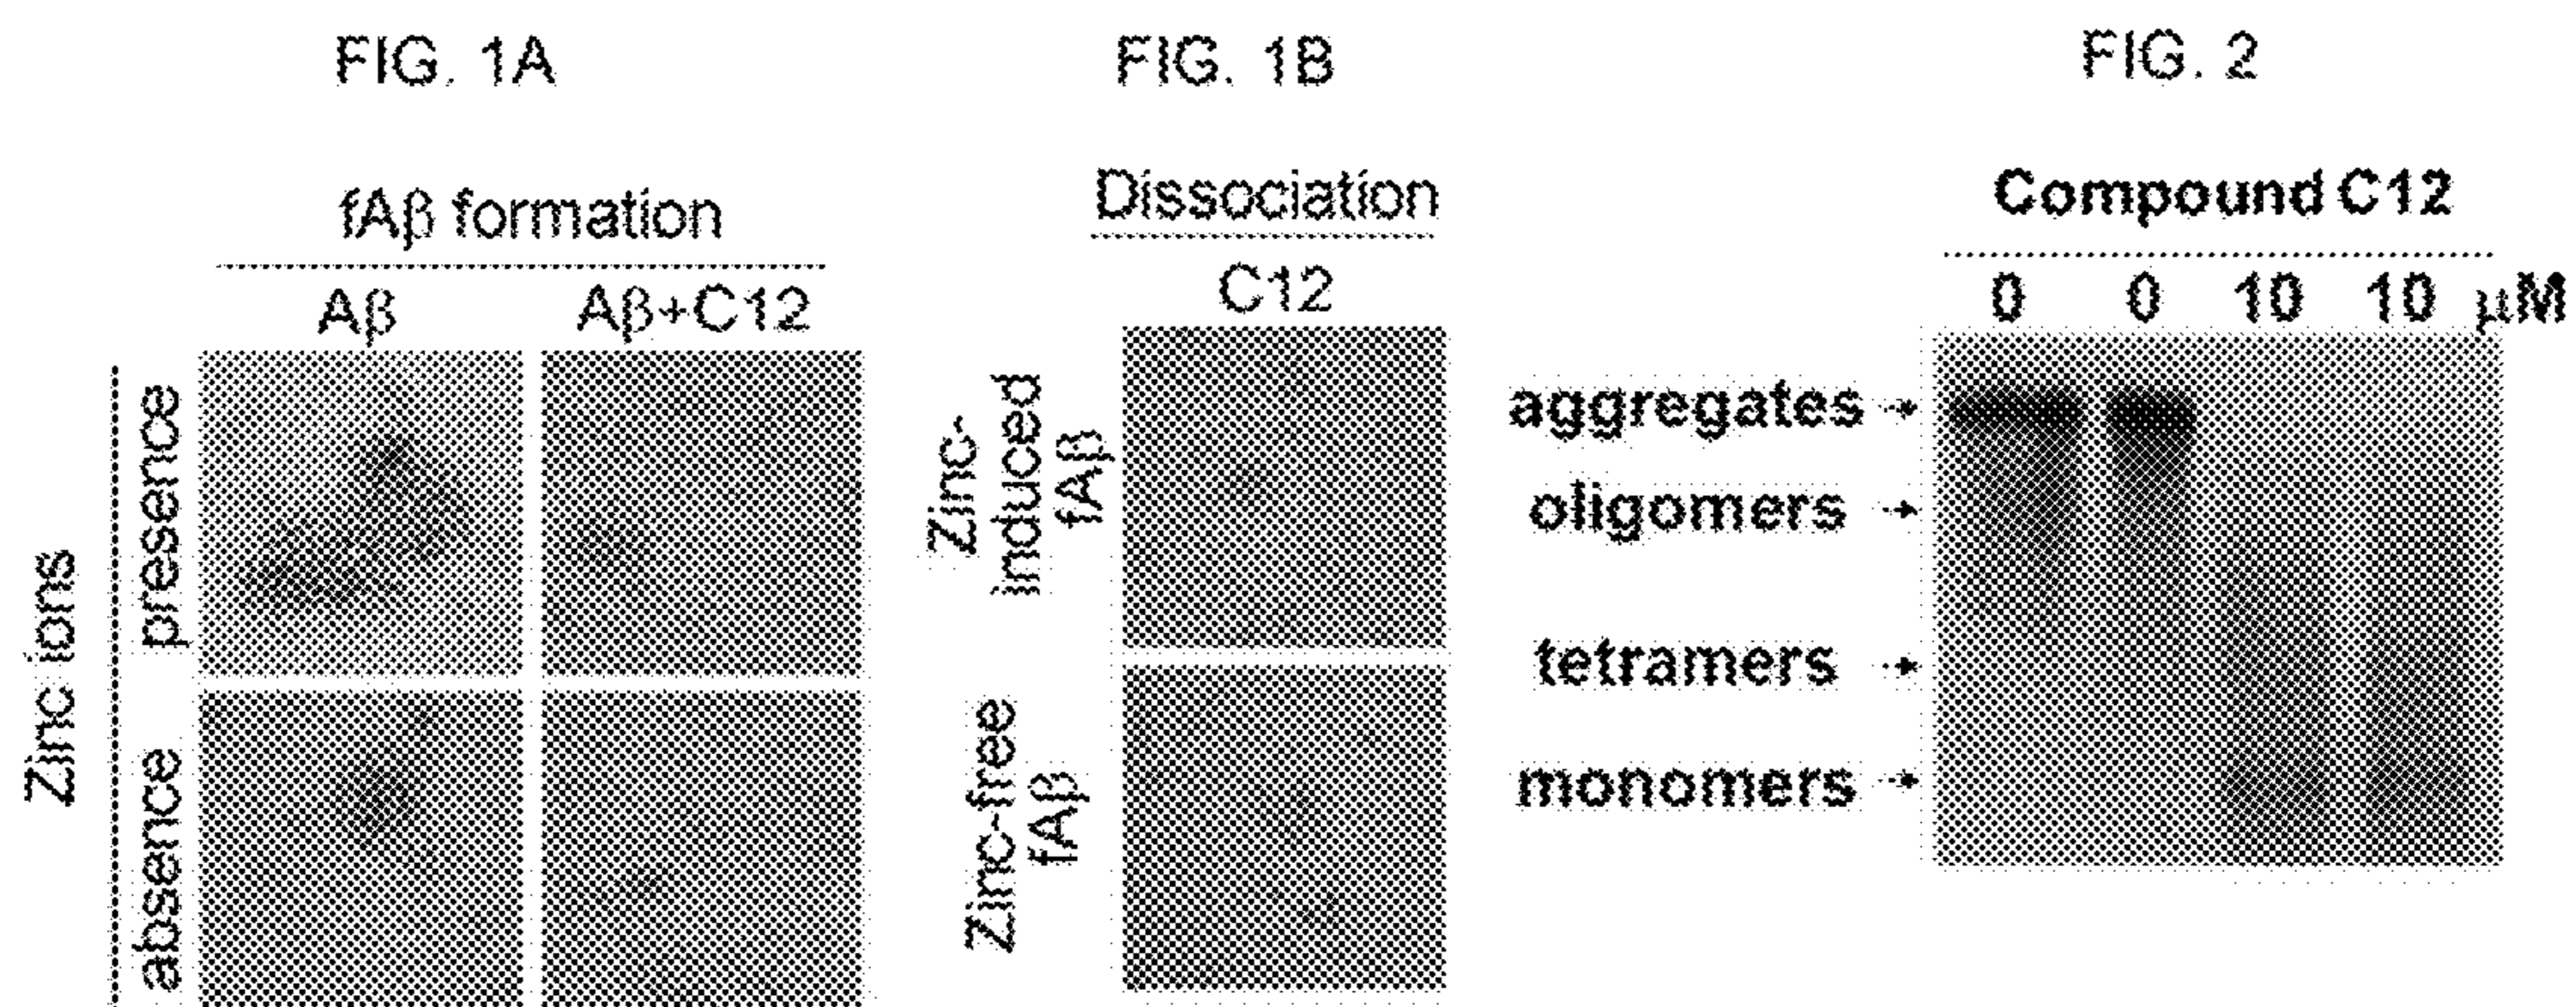 FIG. 1A
fAβ formation
Aβ
Aβ+C12
Zinc ions
presence
absence
FIG. 1B
Dissociation
C12
Zinc-
induced
fAβ
Zinc-free
fAβ
FIG. 2
Compound C12
0 0 10 10 μM
aggregates
oligomers
tetramers
monomers